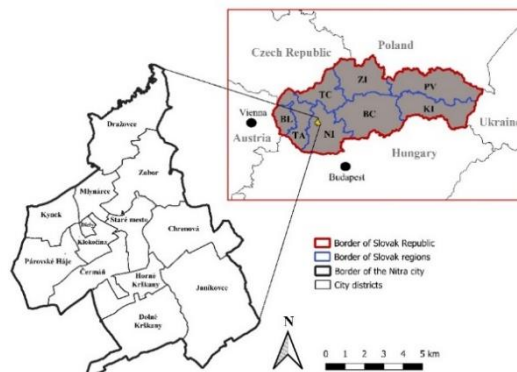 Czech Republic
Poland
ZI
TC
PV
KI
BL
TA
NI
BC
Vienna
Austria
Ukraine
Hungary
Budapest
Dražovce
Zobor
Mlynárce
Kynek
Staré mesto
Klokočina
Chrenová
Párovské Háje
Čermáň
Horné
Krškany
Janíkovce
Dolné
Krškany
Border of Slovak Republic
Border of Slovak regions
Border of the Nitra city
City districts
N
0 1 2 3 4 5 km